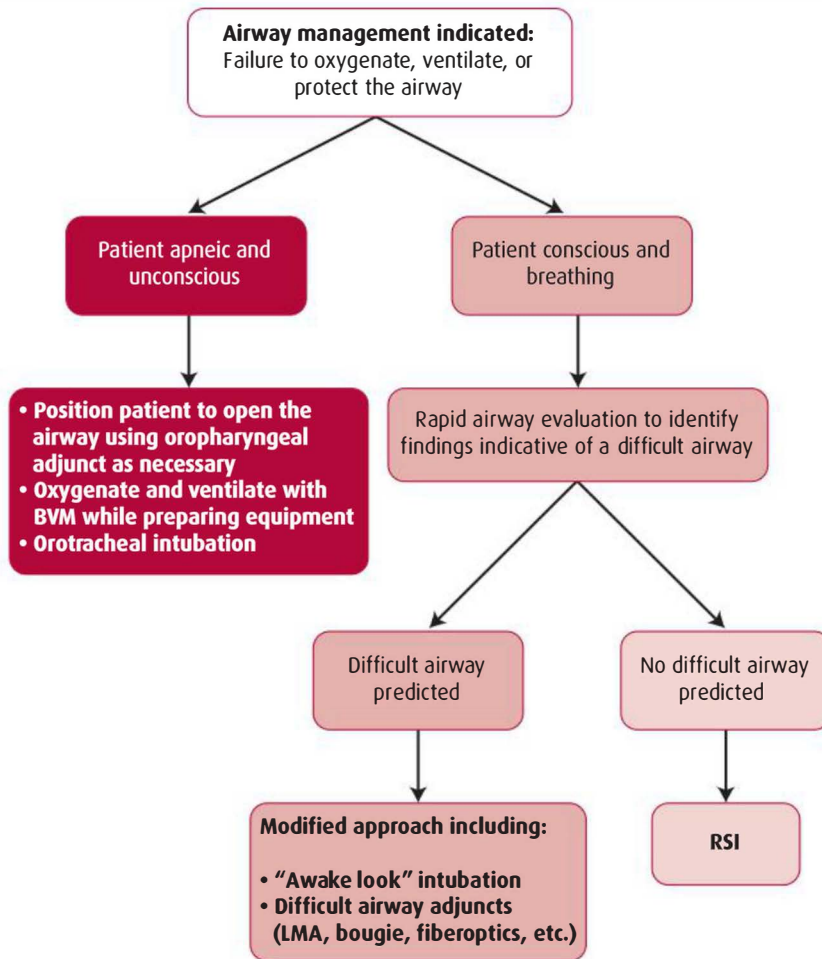 Airway management indicated:
Failure to oxygenate, ventilate, or
protect the airway
Patient apneic and
unconscious
Patient conscious and
breathing
• Position patient to open the
airway using oropharyngeal
adjunct as necessary
• Oxygenate and ventilate with
BVM while preparing equipment
• Orotracheal intubation
Rapid airway evaluation to identify
findings indicative of a difficult airway
Difficult airway
predicted
No difficult airway
predicted
Modified approach including:
• “Awake look” intubation
• Difficult airway adjuncts
(LMA, bougie, fiberoptics, etc.)
RSI